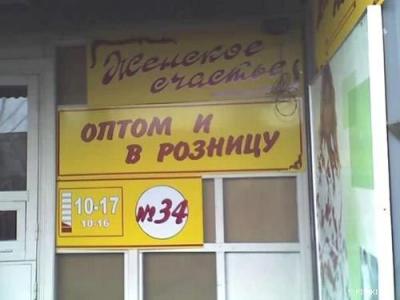 Женское
счастье
ОПТОМ И
В РОЗНИЦУ
10-17
10-16
№34